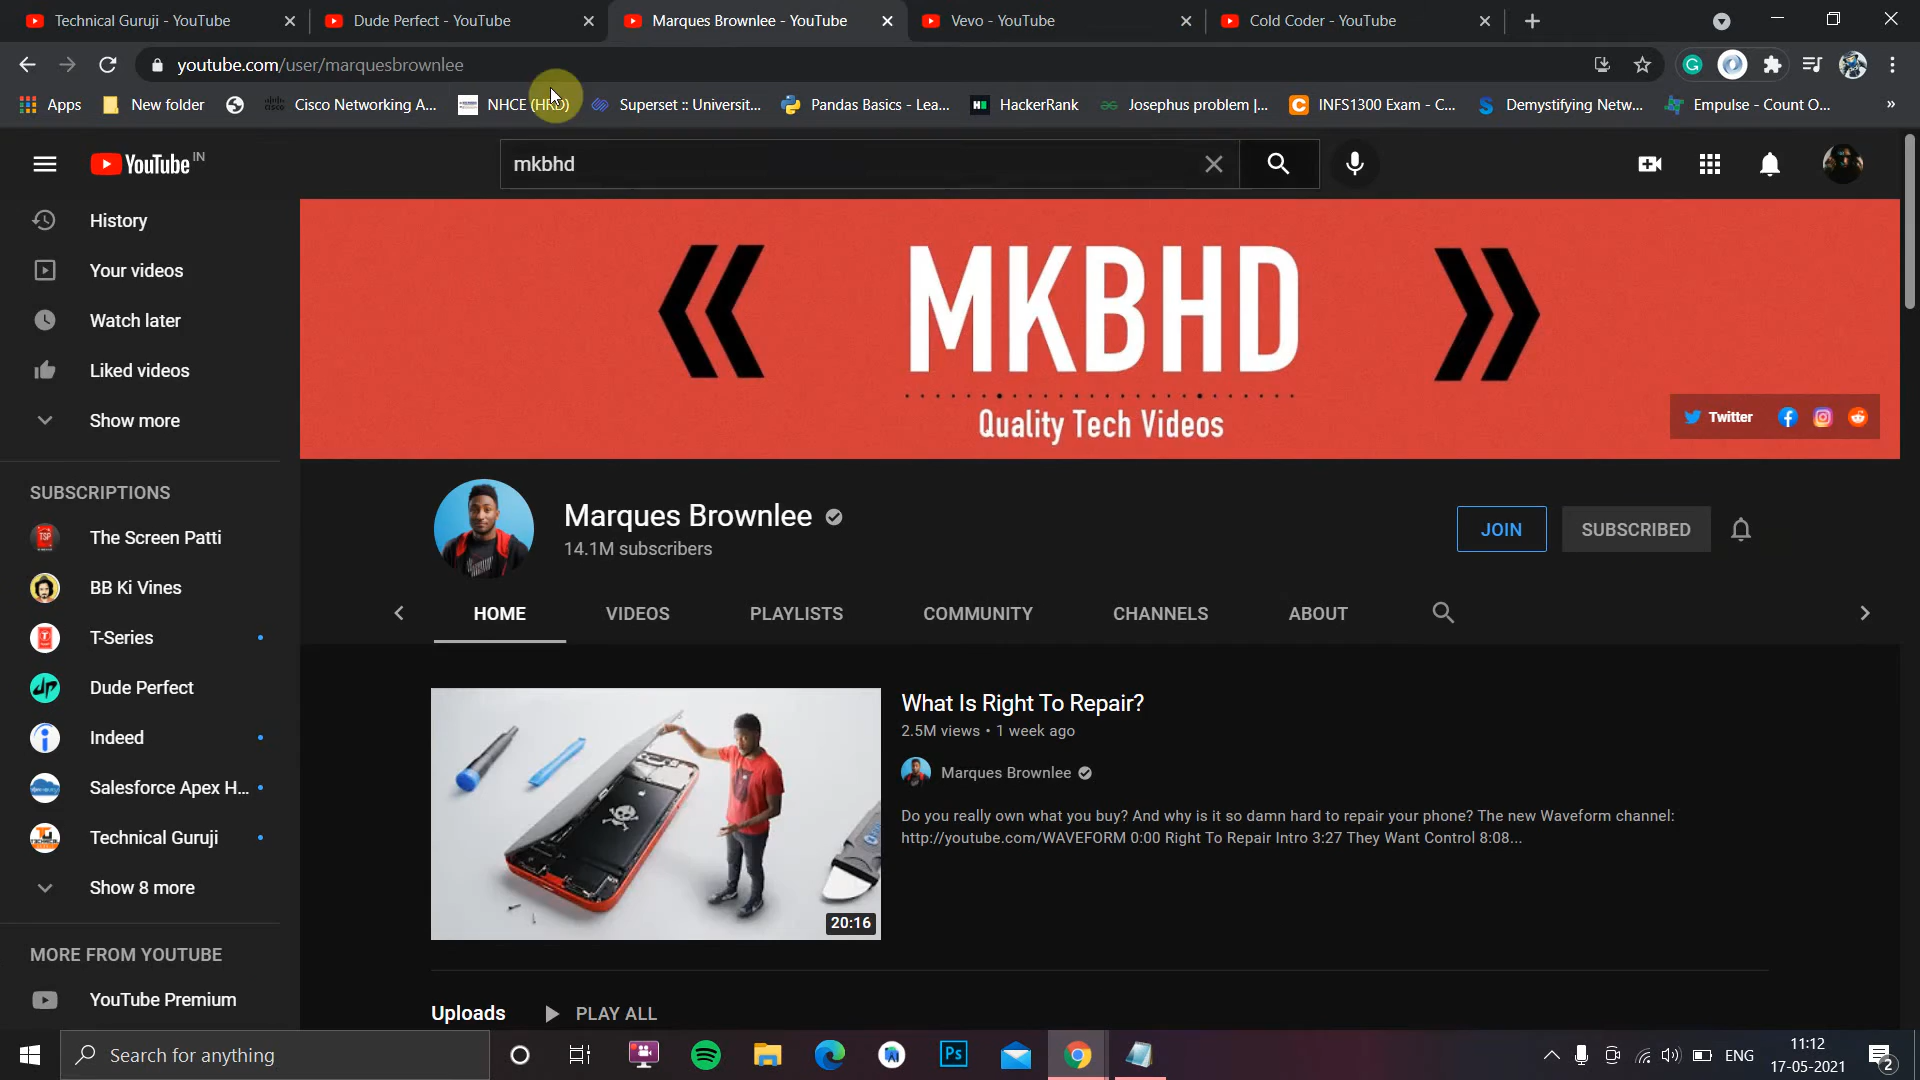 Technical Guruji - YouTube
Dude Perfect - YouTube
Marques Brownlee - YouTube
Vevo - YouTube
Cold Coder - YouTube
youtube.com/user/marquesbrownlee
Apps
New folder
Cisco Networking A...
NHCE (HRD)
Superset :: Universit...
Pandas Basics - Lea...
HackerRank
Josephus problem |...
INFS1300 Exam - C...
Demystifying Netw...
Empulse - Count O...
»
YouTube IN
mkbhd
History
Your videos
Watch later
Liked videos
Show more
MKBHD
Quality Tech Videos
Twitter
SUBSCRIPTIONS
The Screen Patti
BB Ki Vines
T-Series
Dude Perfect
Indeed
Salesforce Apex H...
Technical Guruji
Show 8 more
MORE FROM YOUTUBE
YouTube Premium
Marques Brownlee
14.1M subscribers
JOIN
SUBSCRIBED
HOME
VIDEOS
PLAYLISTS
COMMUNITY
CHANNELS
ABOUT
20:16
What Is Right To Repair?
2.5M views • 1 week ago
Marques Brownlee
Do you really own what you buy? And why is it so damn hard to repair your phone? The new Waveform channel:
http://youtube.com/WAVEFORM 0:00 Right To Repair Intro 3:27 They Want Control 8:08...
Uploads
PLAY ALL
Search for anything
Ps
ENG
11:12
17-05-2021
2